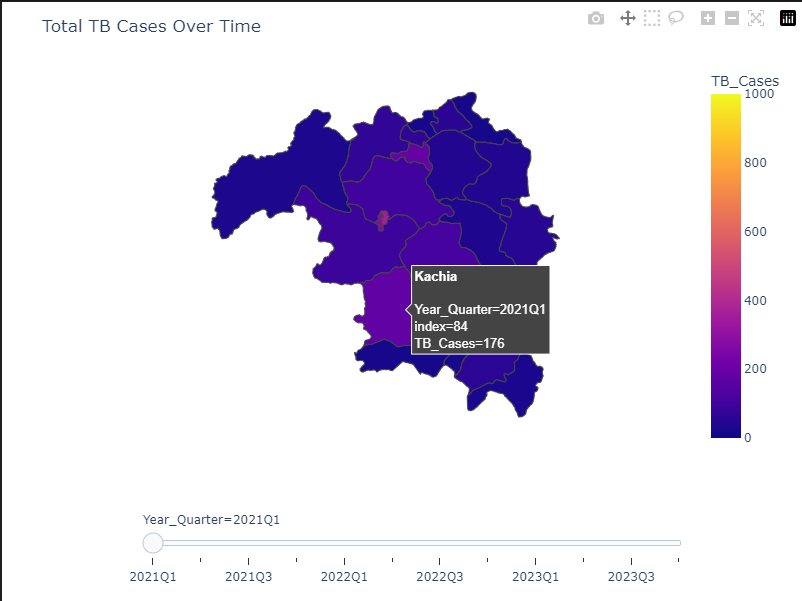 Total TB Cases Over Time
TB_Cases
1000
800
600
400
200
0
Kachia
Year_Quarter=2021Q1
index=84
TB_Cases=176
Year_Quarter=2021Q1
2021Q1
2021Q3
2022Q1
2022Q3
2023Q1
2023Q3